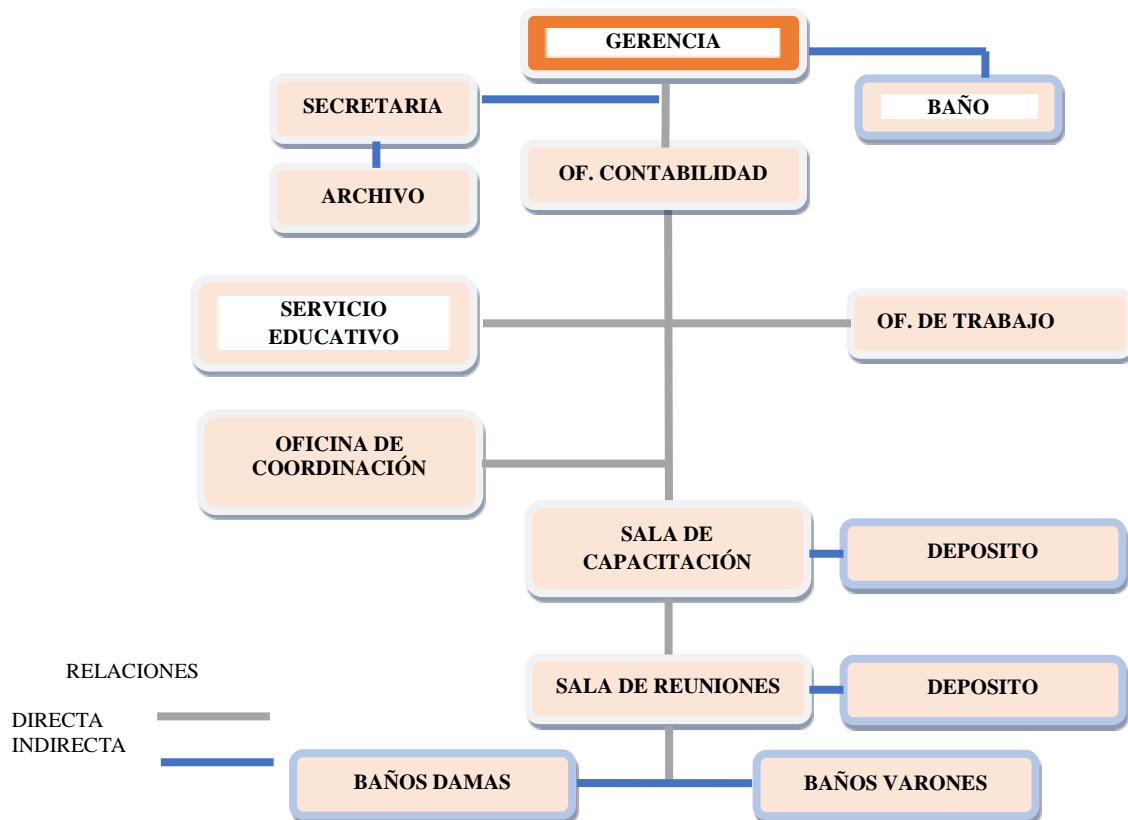 GERENCIA
SECRETARIA
BAÑO
ARCHIVO
OF. CONTABILIDAD
SERVICIO
EDUCATIVO
OF. DE TRABAJO
OFICINA DE
COORDINACIÓN
SALA DE
CAPACITACIÓN
DEPOSITO
SALA DE REUNIONES
DEPOSITO
RELACIONES
DIRECTA
INDIRECTA
BAÑOS DAMAS
BAÑOS VARONES